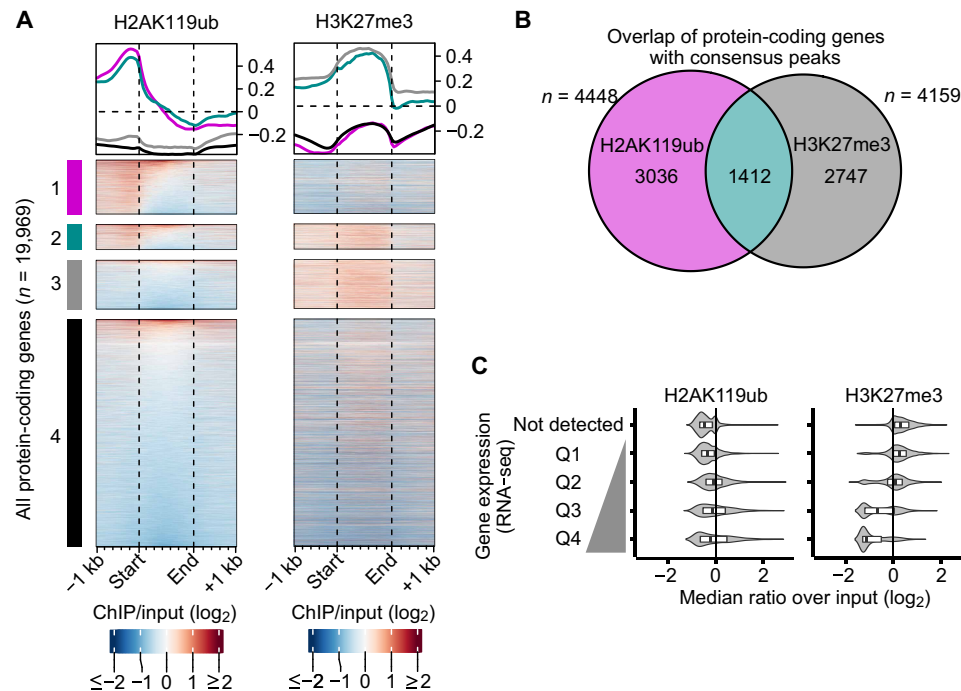 A
H2AK119ub
H3K27me3
0.4
0.2
0
−0.2
0.4
0.2
0
−0.2
All protein-coding genes (n = 19,969)
1
2
3
4
−1 kb
Start
End
+1 kb
−1 kb
Start
End
+1 kb
ChIP/input (log2)
ChIP/input (log2)
≤−2 −1 0 1 ≥2
≤−2 −1 0 1 ≥2
B
Overlap of protein-coding genes
with consensus peaks
n = 4448
n = 4159
H2AK119ub
H3K27me3
3036
1412
2747
C
H2AK119ub
H3K27me3
Gene expression
(RNA-seq)
Not detected
Q1
Q2
Q3
Q4
−2 0 2
−2 0 2
Median ratio over input (log2)